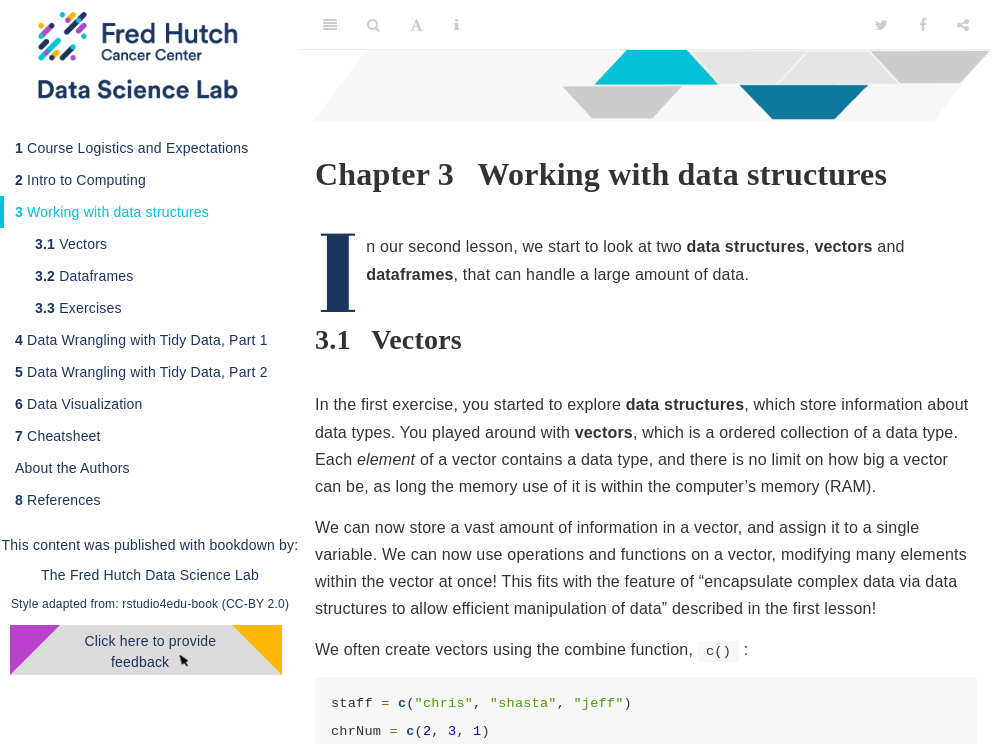 Fred Hutch
Cancer Center
Data Science Lab
1 Course Logistics and Expectations
2 Intro to Computing
3 Working with data structures
3.1 Vectors
3.2 Dataframes
3.3 Exercises
4 Data Wrangling with Tidy Data, Part 1
5 Data Wrangling with Tidy Data, Part 2
6 Data Visualization
7 Cheatsheet
About the Authors
8 References
This content was published with bookdown by:
The Fred Hutch Data Science Lab
Style adapted from: rstudio4edu-book (CC-BY 2.0)
Click here to provide
feedback
A
Chapter 3 Working with data structures
In our second lesson, we start to look at two data structures, vectors and
dataframes, that can handle a large amount of data.
3.1 Vectors
In the first exercise, you started to explore data structures, which store information about
data types. You played around with vectors, which is a ordered collection of a data type.
Each element of a vector contains a data type, and there is no limit on how big a vector
can be, as long the memory use of it is within the computer’s memory (RAM).
We can now store a vast amount of information in a vector, and assign it to a single
variable. We can now use operations and functions on a vector, modifying many elements
within the vector at once! This fits with the feature of “encapsulate complex data via data
structures to allow efficient manipulation of data” described in the first lesson!
We often create vectors using the combine function, c() :
staff = c("chris", "shasta", "jeff")
chrNum = c(2, 3, 1)